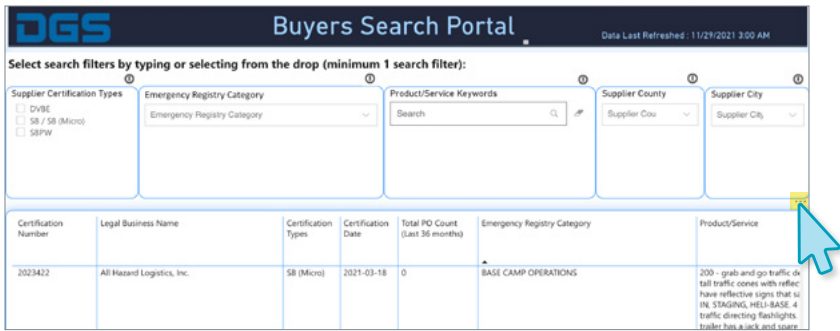 DGS
Buyers Search Portal
Data Last Refreshed : 11/29/2021 3:00 AM
Select search filters by typing or selecting from the drop (minimum 1 search filter):
Supplier Certification Types
DVBE
SB / SB (Micro)
SBPW
Emergency Registry Category
Emergency Registry Category
Product/Service Keywords
Search
Supplier County
Supplier Cou
Supplier City
Supplier City
Certification Number
Legal Business Name
Certification Types
Certification Date
Total PO Count (Last 36 months)
Emergency Registry Category
Product/Service
2023422
All Hazard Logistics, Inc.
SB (Micro)
2021-03-18
0
BASE CAMP OPERATIONS
200 - grab and go traffic de
tall traffic cones with reflec
have reflective signs that sa
IN, STAGING, HELI-BASE. 4
traffic directing flashlights.
trailer has a jack and spare